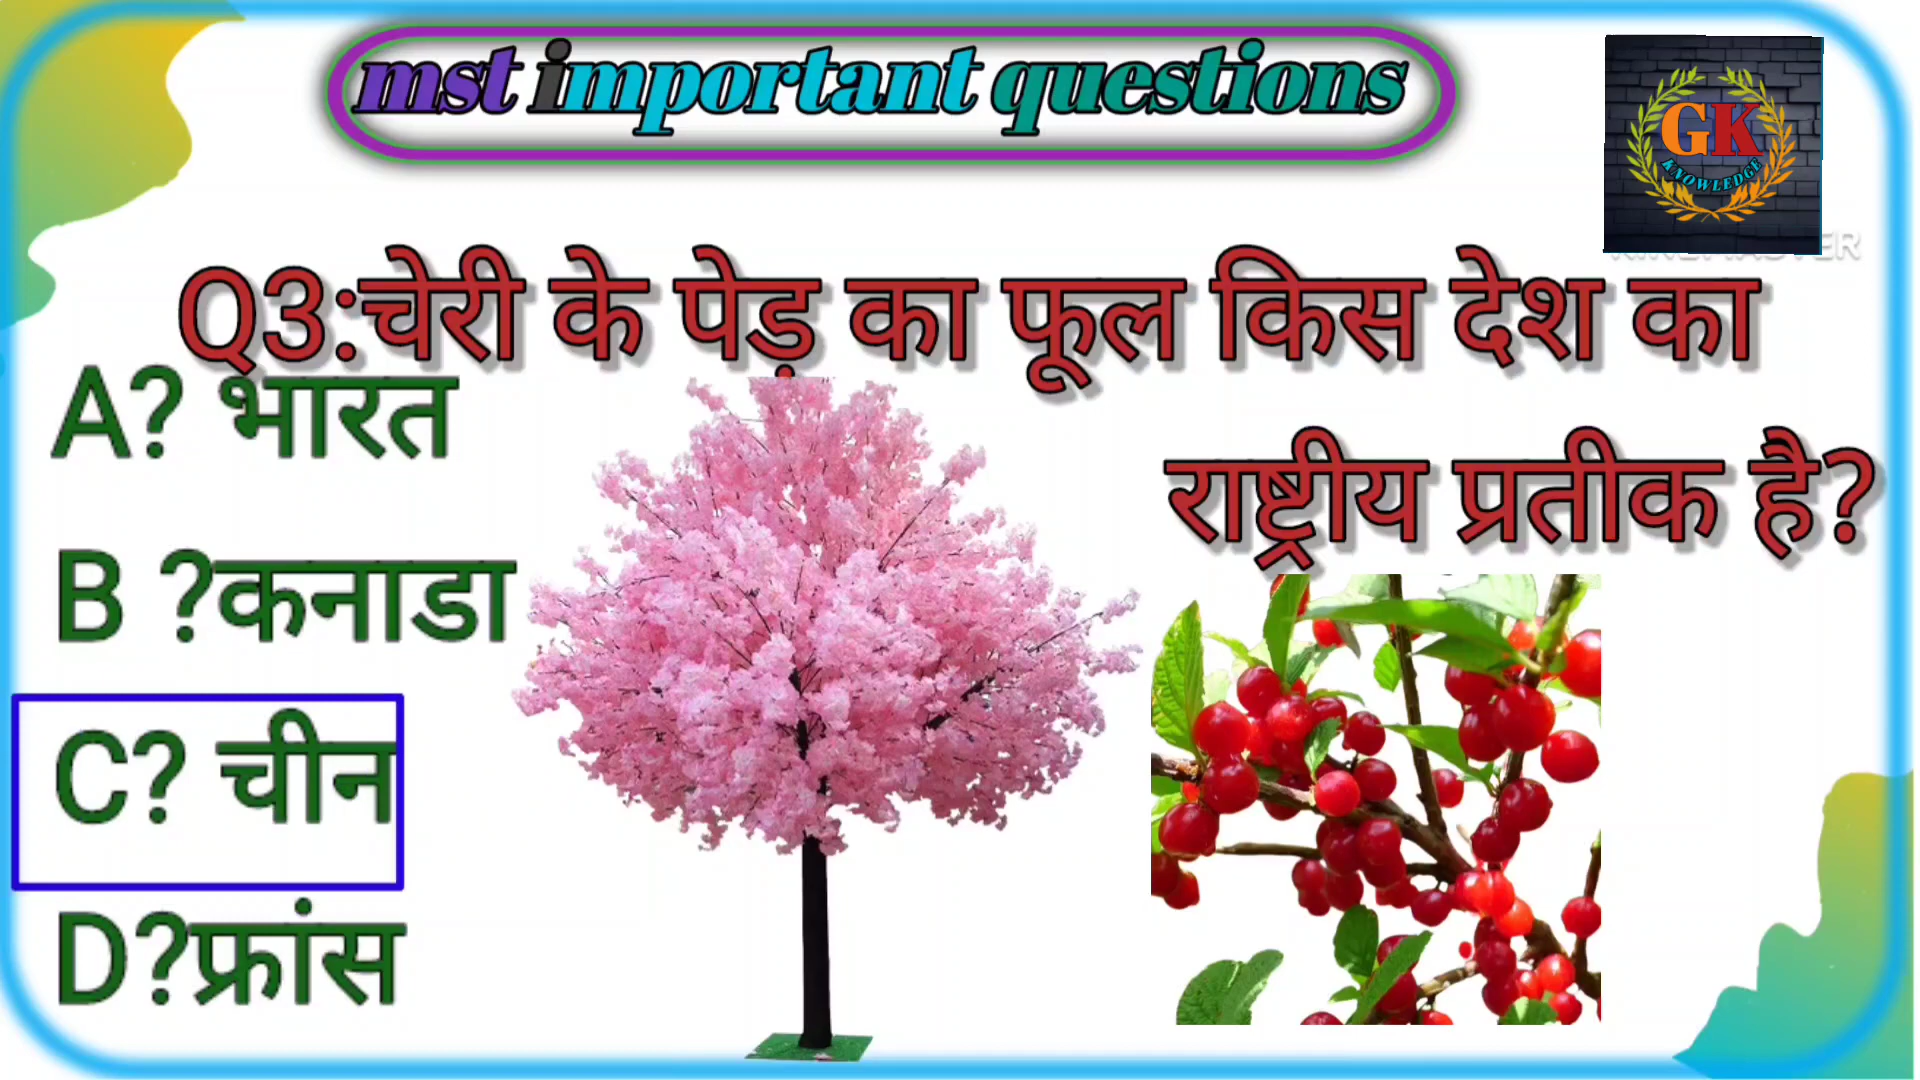 mst important questions
GK
KNOWLEDGE
Q3:चेरी के पेड़ का फूल किस देश का
राष्ट्रीय प्रतीक है?
A? भारत
B ?कनाडा
C? चीन
D?फ्रांस